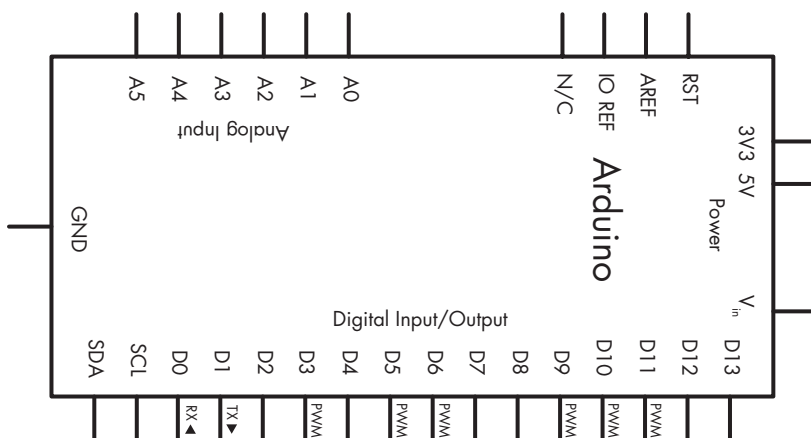 A5
A4
A3
A2
A1
A0
N/C
IO REF
AREF
RST
Analog Input
3V3
5V
Arduino
Power
GND
Vin
Digital Input/Output
SDA
SCL
D0
D1
D2
D3
D4
D5
D6
D7
D8
D9
D10
D11
D12
D13
RX ◀
TX ▶
PWM
PWM
PWM
PWM
PWM
PWM